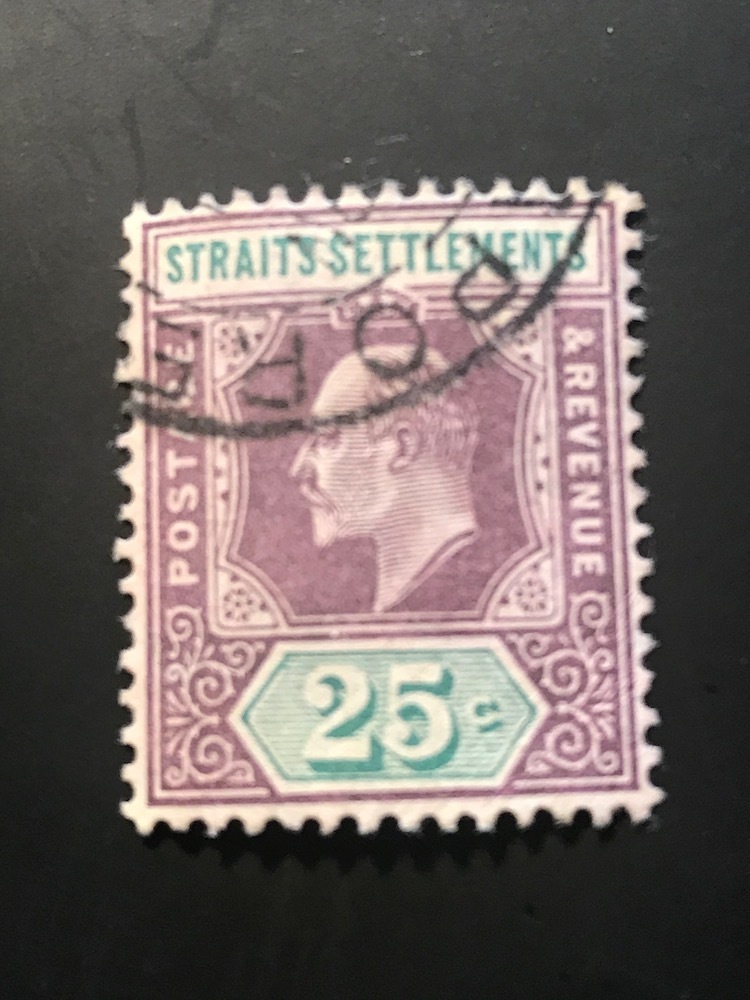 STRAITS SETTLEMENTS
POSTAGE
& REVENUE
25c